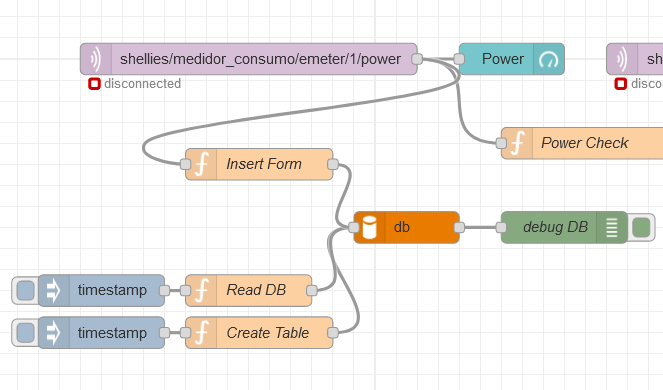 shellies/medidor_consumo/emeter/1/power
Power
sh
disconnected
disco
Power Check
Insert Form
db
debug DB
timestamp
Read DB
timestamp
Create Table